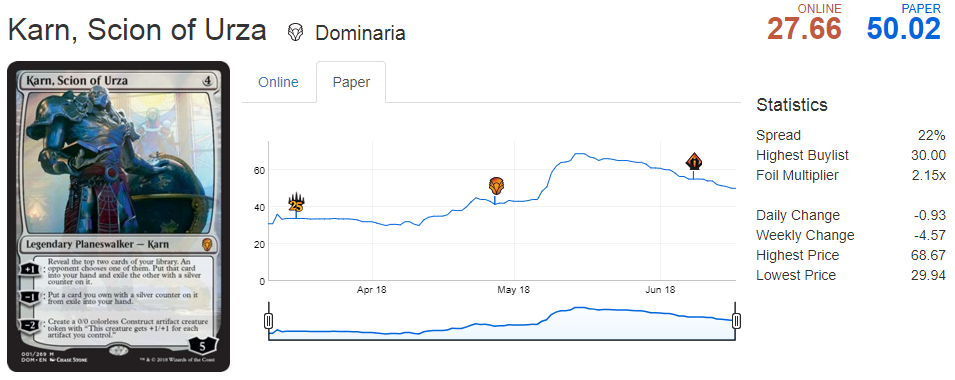 Karn, Scion of Urza Dominaria
ONLINE PAPER
27.66 50.02
Karn, Scion of Urza 4
Legendary Planeswalker — Karn
+1 : Reveal the top two cards of your library. An
opponent chooses one of them. Put that card
into your hand and exile the other with a silver
counter on it.
−1 : Put a card you own with a silver counter on it
from exile into your hand.
−2 : Create a 0/0 colorless Construct artifact creature
token with "This creature gets +1/+1 for each
artifact you control."
5
001/269 M
DOM • EN Chase Stone
™ & © 2018 Wizards of the Coast
Online Paper
60
40
20
0
25
1
Apr 18 May 18 Jun 18
Statistics
Spread 22%
Highest Buylist 30.00
Foil Multiplier 2.15x
Daily Change -0.93
Weekly Change -4.57
Highest Price 68.67
Lowest Price 29.94